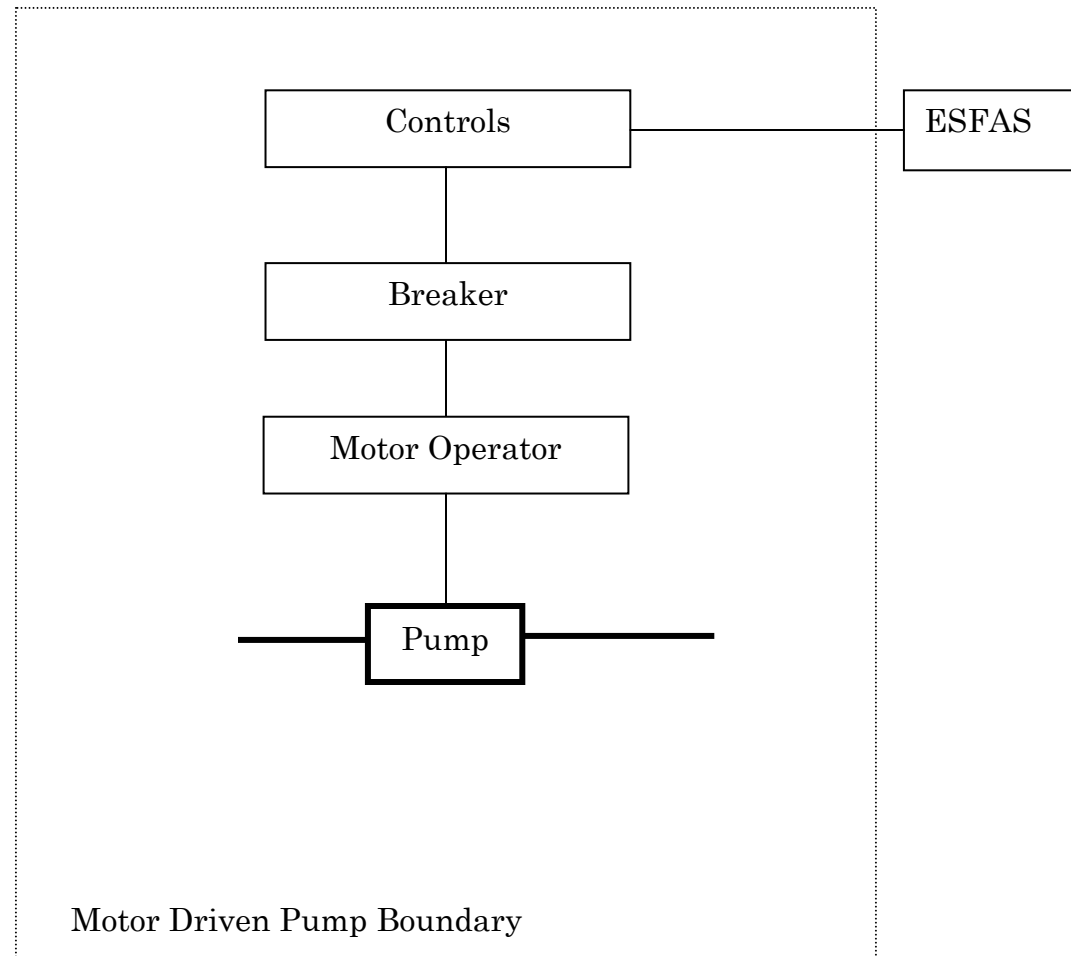 Controls
ESFAS
Breaker
Motor Operator
Pump
Motor Driven Pump Boundary